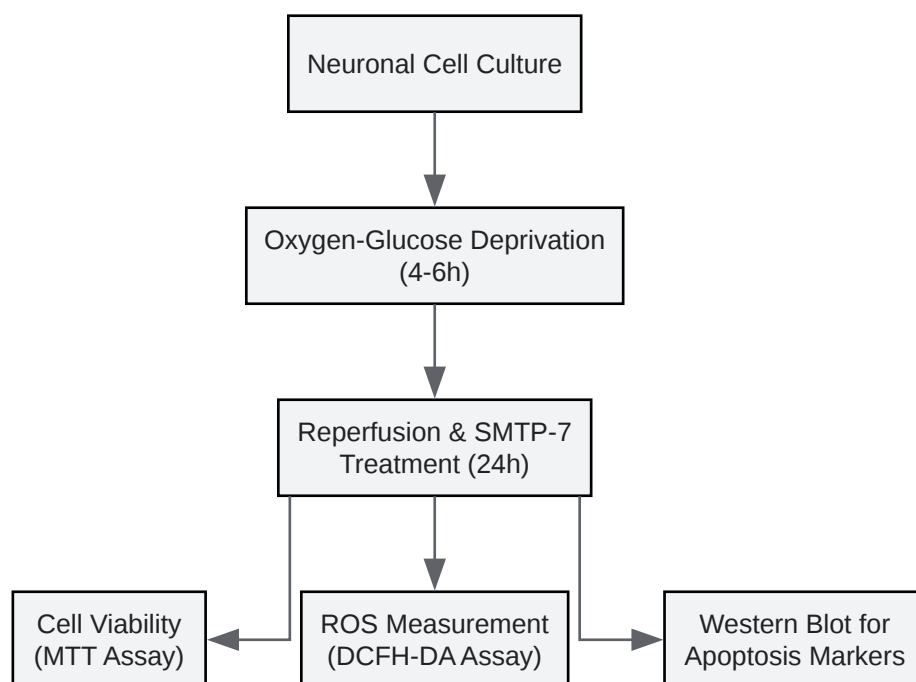 Neuronal Cell Culture
Oxygen-Glucose Deprivation
(4-6h)
Reperfusion & SMTP-7
Treatment (24h)
Cell Viability
(MTT Assay)
ROS Measurement
(DCFH-DA Assay)
Western Blot for
Apoptosis Markers